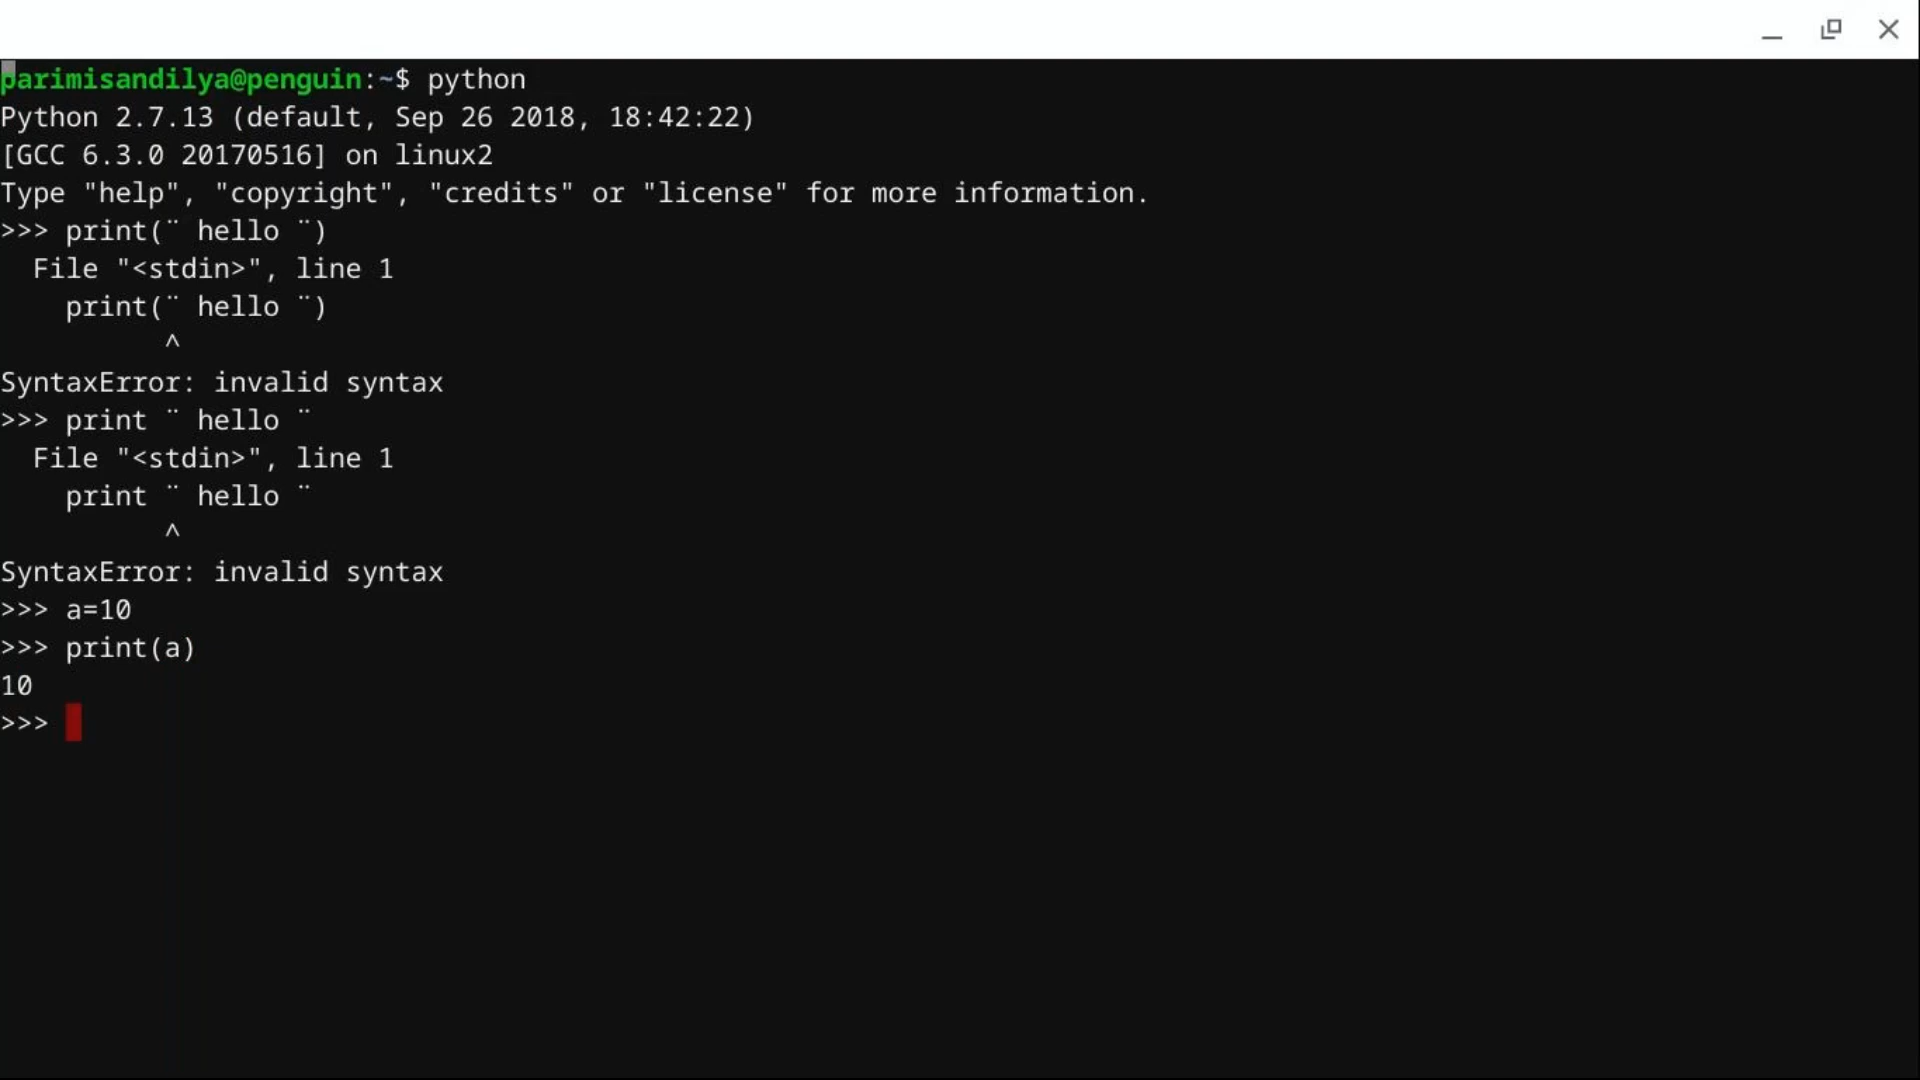 parimisandilya@penguin:~$ python
Python 2.7.13 (default, Sep 26 2018, 18:42:22)
[GCC 6.3.0 20170516] on linux2
Type "help", "copyright", "credits" or "license" for more information.
>>> print(¨ hello ¨)
  File "<stdin>", line 1
    print(¨ hello ¨)
          ^
SyntaxError: invalid syntax
>>> print ¨ hello ¨
  File "<stdin>", line 1
    print ¨ hello ¨
          ^
SyntaxError: invalid syntax
>>> a=10
>>> print(a)
10
>>>